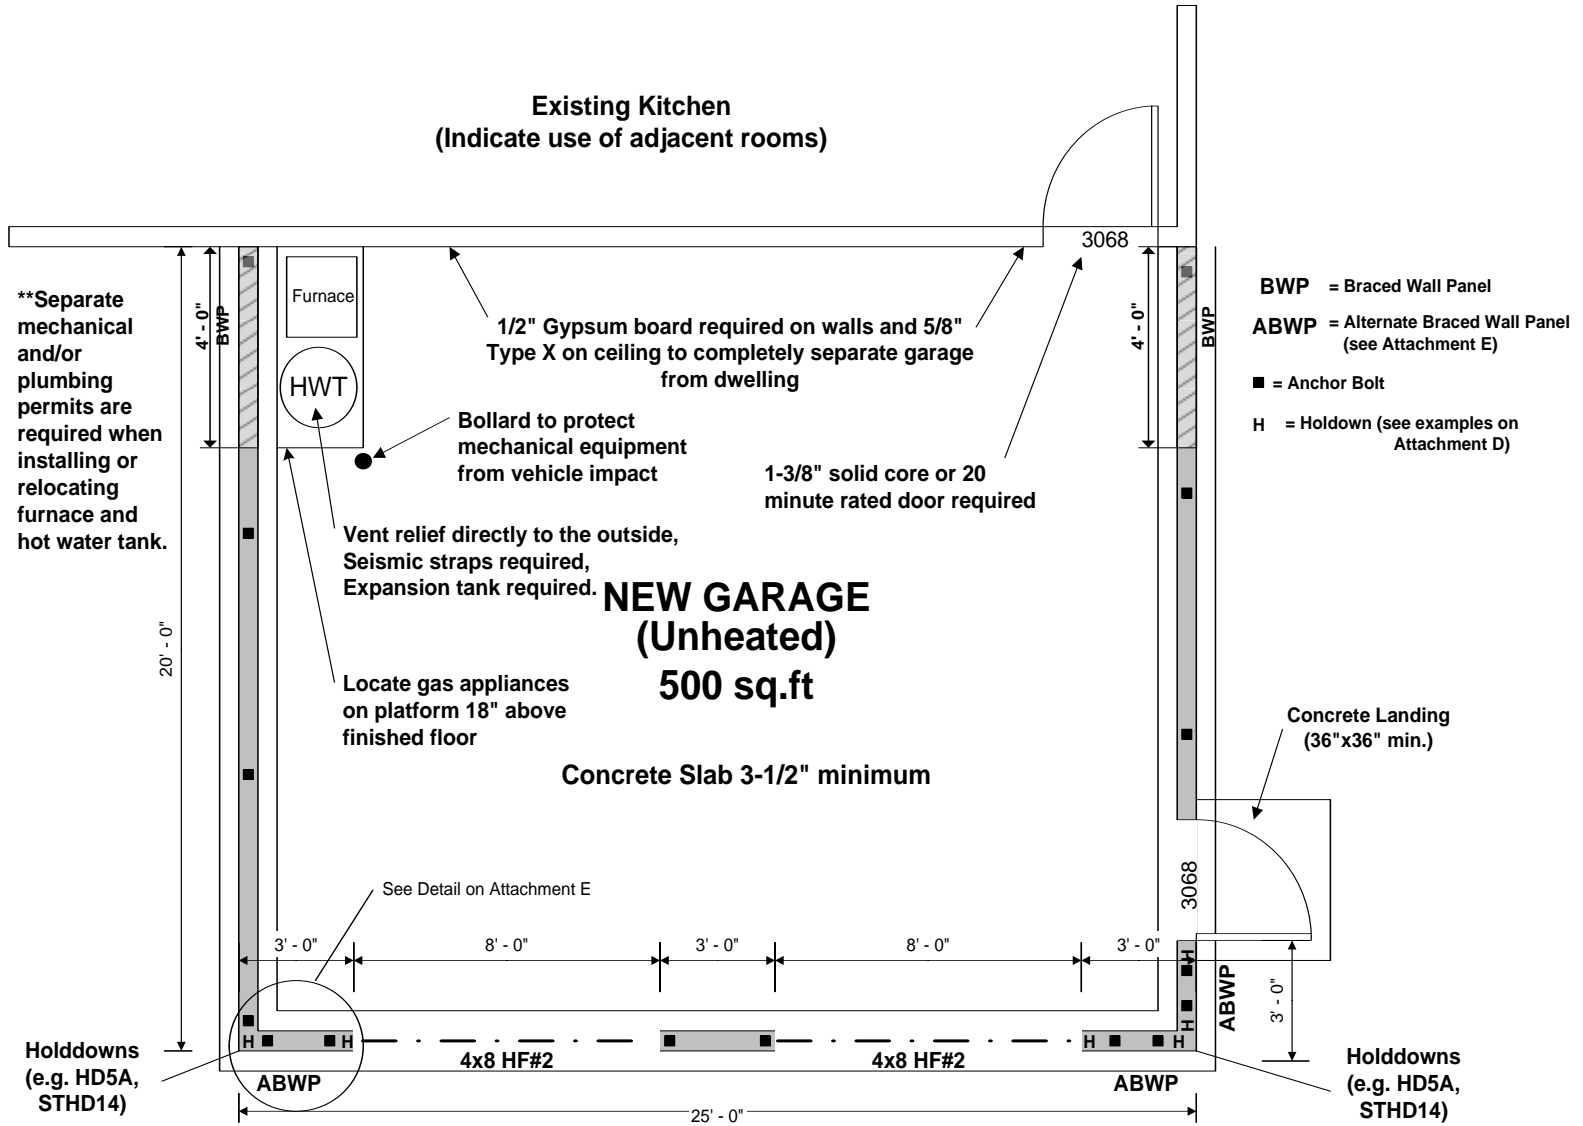 Existing Kitchen
(Indicate use of adjacent rooms)
3068
**Separate
mechanical
and/or
plumbing
permits are
required when
installing or
relocating
furnace and
hot water tank.
4' - 0"
BWP
Furnace
HWT
1/2" Gypsum board required on walls and 5/8"
Type X on ceiling to completely separate garage
from dwelling
4' - 0"
BWP
BWP = Braced Wall Panel
ABWP = Alternate Braced Wall Panel
(see Attachment E)
= Anchor Bolt
H = Holdown (see examples on
Attachment D)
Bollard to protect
mechanical equipment
from vehicle impact
1-3/8" solid core or 20
minute rated door required
Vent relief directly to the outside,
Seismic straps required,
Expansion tank required.
NEW GARAGE
(Unheated)
500 sq.ft
20' - 0"
Locate gas appliances
on platform 18" above
finished floor
Concrete Slab 3-1/2" minimum
Concrete Landing
(36"x36" min.)
3068
See Detail on Attachment E
3' - 0"
8' - 0"
3' - 0"
8' - 0"
3' - 0"
H
H
ABWP
3' - 0"
H
H
H
H
4x8 HF#2
4x8 HF#2
ABWP
ABWP
Holddowns
(e.g. HD5A,
STHD14)
Holddowns
(e.g. HD5A,
STHD14)
25' - 0"